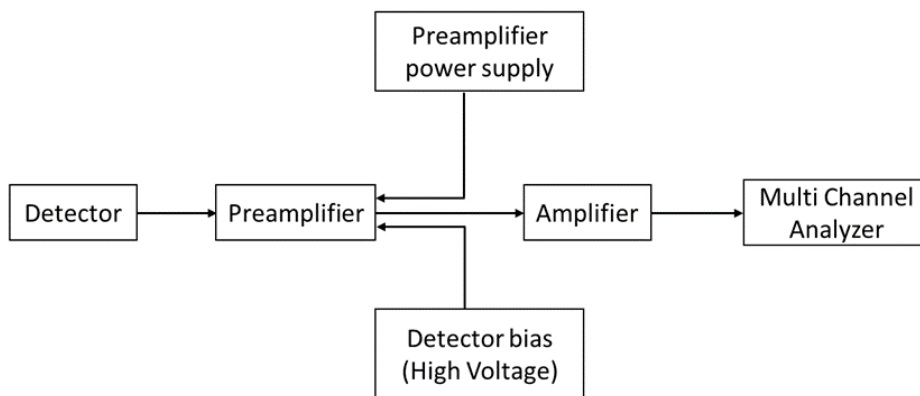 Preamplifier
power supply
Detector
Preamplifier
Amplifier
Multi Channel
Analyzer
Detector bias
(High Voltage)